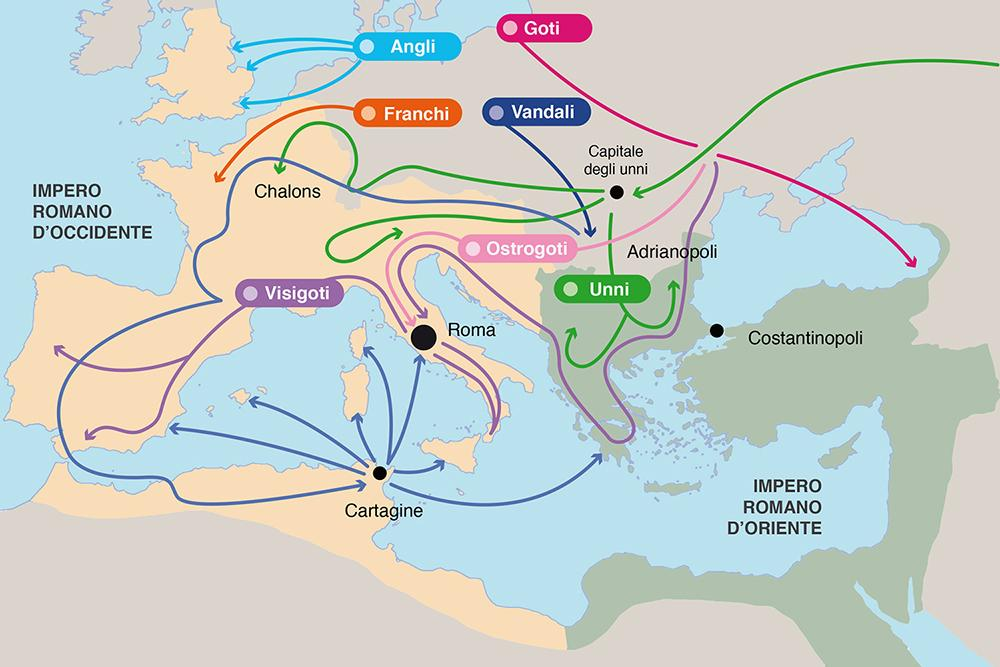 Goti
Angli
Franchi
Vandali
Capitale
degli unni
Chalons
IMPERO
ROMANO
D'OCCIDENTE
Ostrogoti
Adrianopoli
Visigoti
Unni
Roma
Costantinopoli
IMPERO
ROMANO
D'ORIENTE
Cartagine